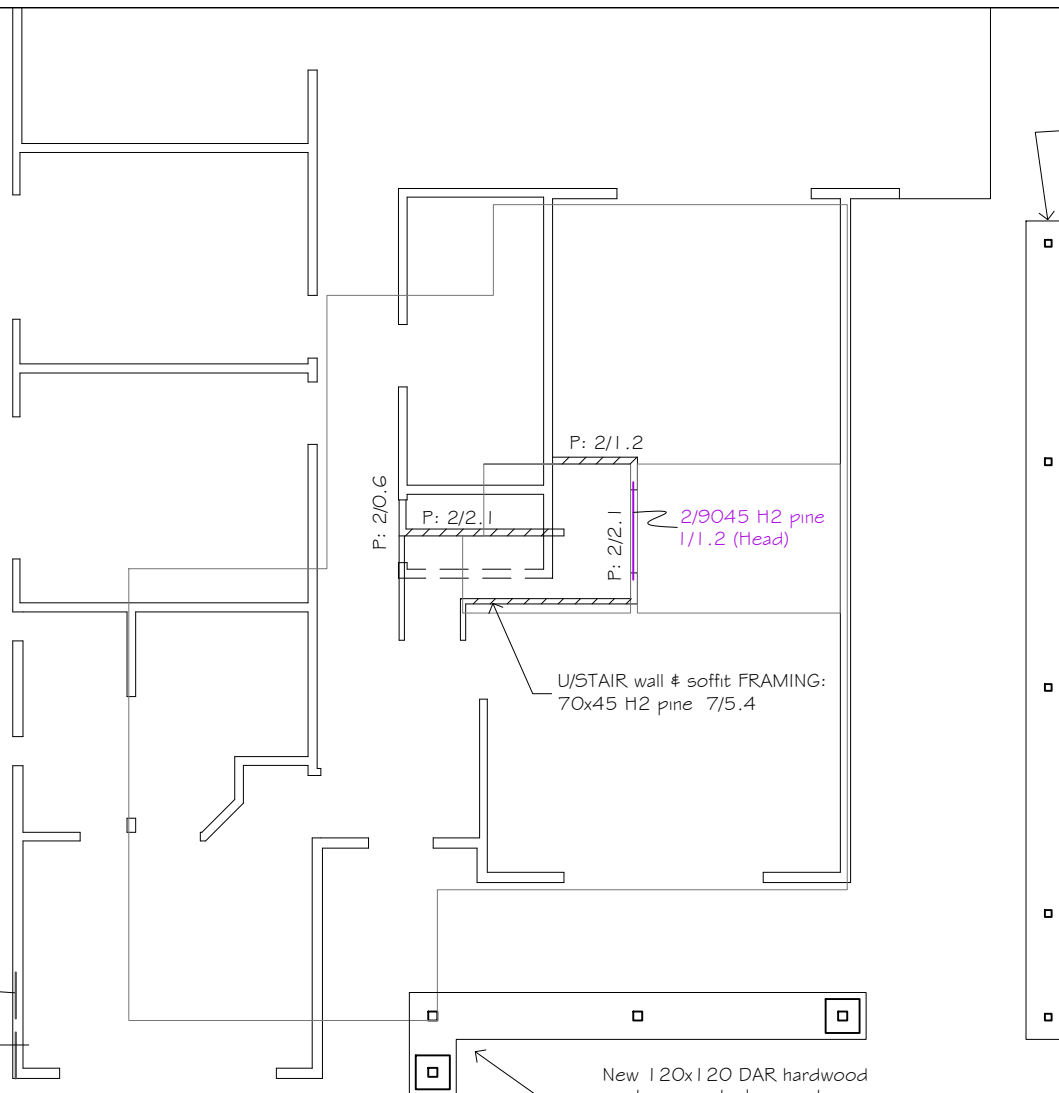 P: 2/1.2
P: 2/0.6
P: 2/2.1
P: 2/2.1
2/9045 H2 pine
1/1.2 (Head)
U/STAIR wall & soffit FRAMING:
70x45 H2 pine 7/5.4
New 120x120 DAR hardwood